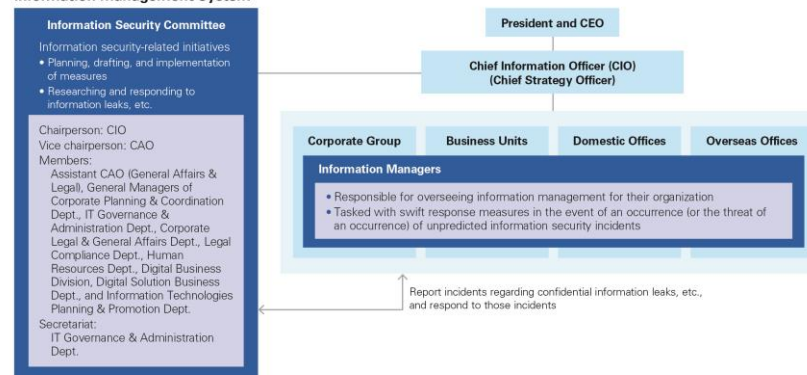 Information Management System
Information Security Committee
Information security-related initiatives
• Planning, drafting, and implementation
of measures
• Researching and responding to
information leaks, etc.
Chairperson: CIO
Vice chairperson: CAO
Members:
Assistant CAO (General Affairs &
Legal), General Managers of
Corporate Planning & Coordination
Dept., IT Governance &
Administration Dept., Corporate
Legal & General Affairs Dept., Legal
Compliance Dept., Human
Resources Dept., Digital Business
Division, Digital Solution Business
Dept., and Information Technologies
Planning & Promotion Dept.
Secretariat:
IT Governance & Administration
Dept.
President and CEO
Chief Information Officer (CIO)
(Chief Strategy Officer)
Corporate Group
Business Units
Domestic Offices
Overseas Offices
Information Managers
• Responsible for overseeing information management for their organization
• Tasked with swift response measures in the event of an occurrence (or the threat of
an occurrence) of unpredicted information security incidents
Report incidents regarding confidential information leaks, etc.,
and respond to those incidents